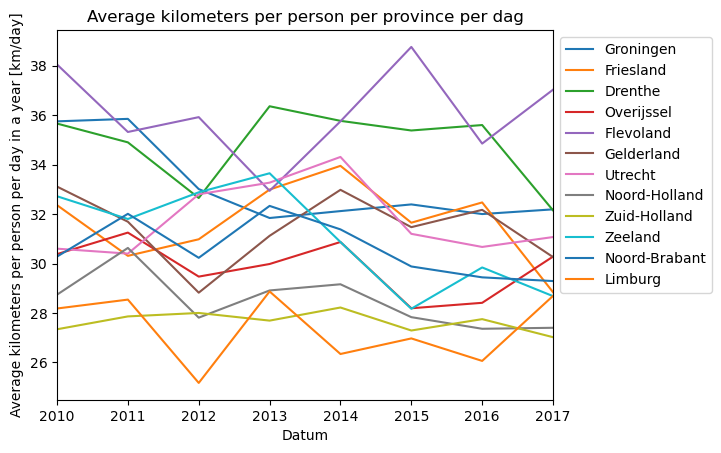 Average kilometers per person per province per dag
Average kilometers per person per day in a year [km/day]
38
36
34
32
30
28
26
2010 2011 2012 2013 2014 2015 2016 2017
Datum
Groningen
Friesland
Drenthe
Overijssel
Flevoland
Gelderland
Utrecht
Noord-Holland
Zuid-Holland
Zeeland
Noord-Brabant
Limburg